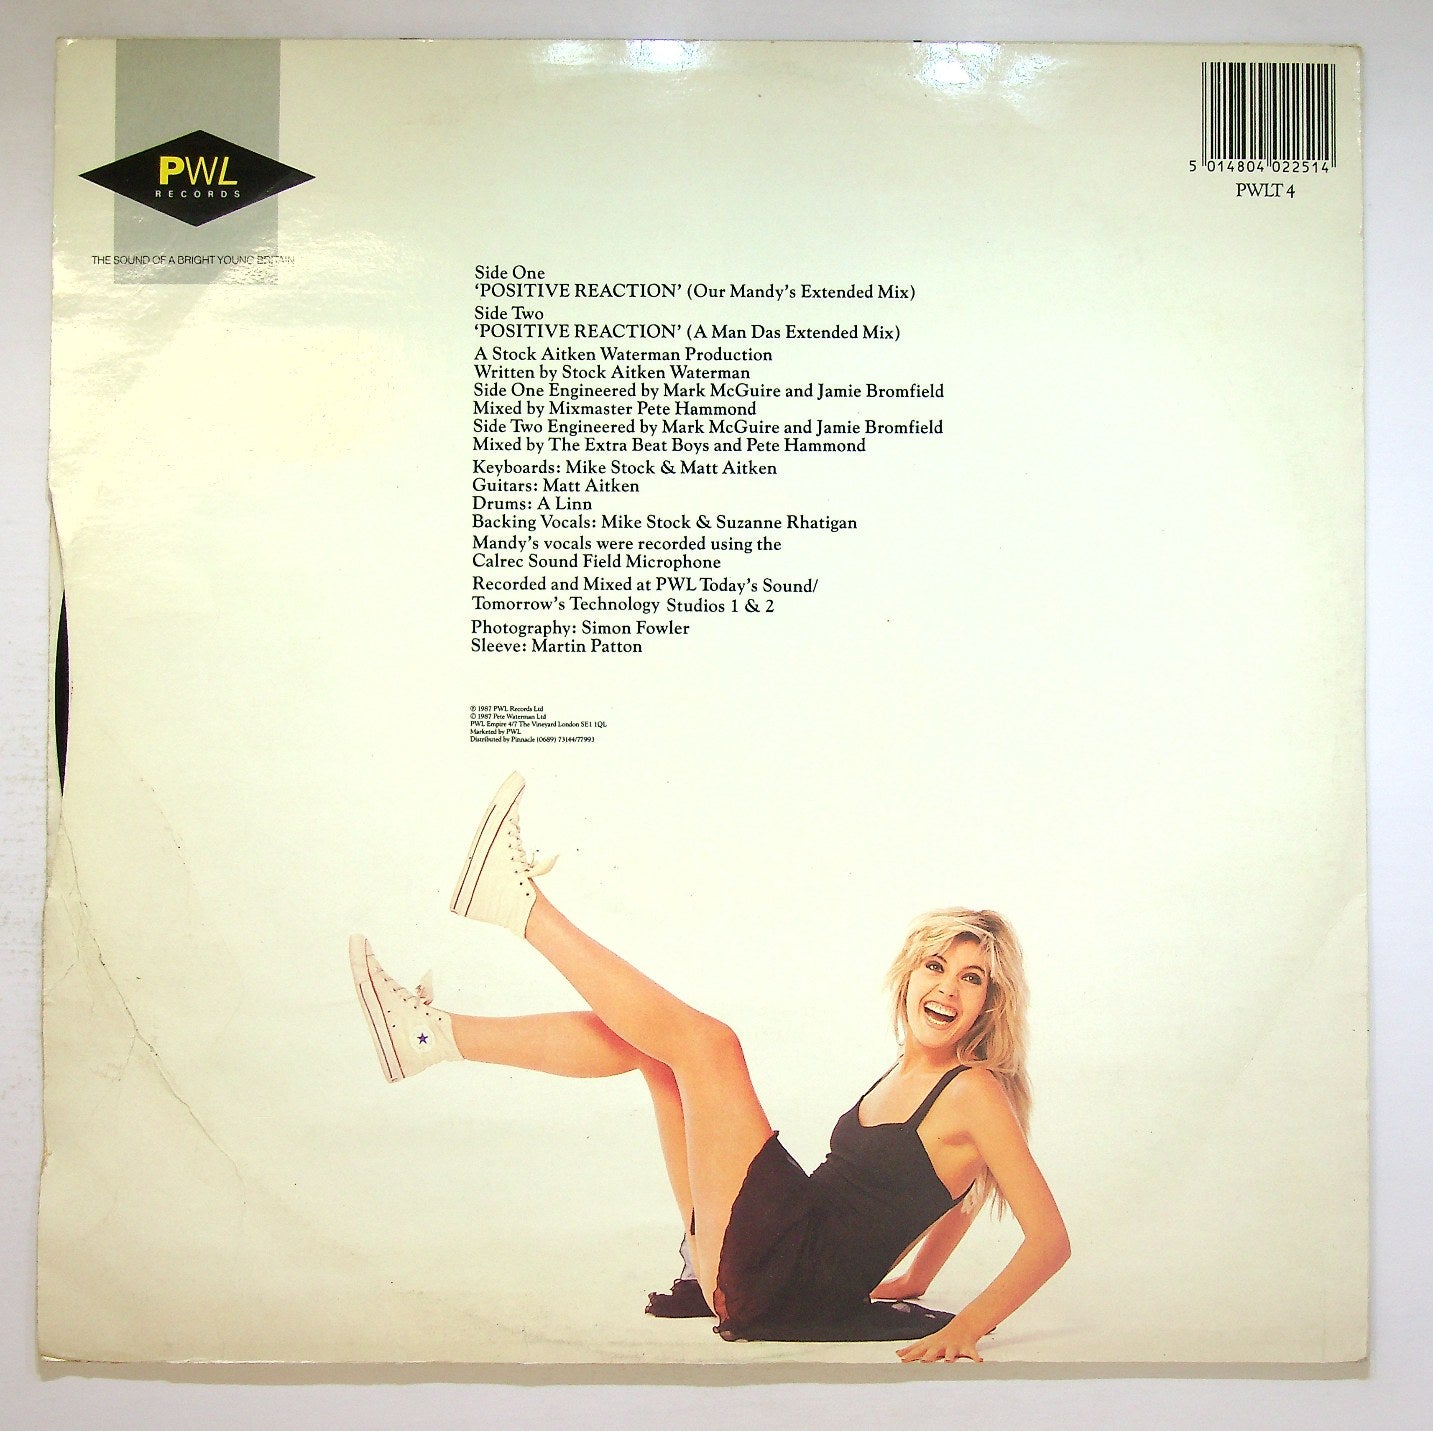 PWL
RECORDS
THE SOUND OF A BRIGHT YOUNG BRITAIN
5 014804 022514
PWLT 4
Side One
‘POSITIVE REACTION’ (Our Mandy’s Extended Mix)
Side Two
‘POSITIVE REACTION’ (A Man Das Extended Mix)
A Stock Aitken Waterman Production
Written by Stock Aitken Waterman
Side One Engineered by Mark McGuire and Jamie Bromfield
Mixed by Mixmaster Pete Hammond
Side Two Engineered by Mark McGuire and Jamie Bromfield
Mixed by The Extra Beat Boys and Pete Hammond
Keyboards: Mike Stock & Matt Aitken
Guitars: Matt Aitken
Drums: A Linn
Backing Vocals: Mike Stock & Suzanne Rhatigan
Mandy’s vocals were recorded using the
Calrec Sound Field Microphone
Recorded and Mixed at PWL Today’s Sound/
Tomorrow’s Technology Studios 1 & 2
Photography: Simon Fowler
Sleeve: Martin Patton
℗ 1987 PWL Records Ltd
© 1987 Pete Waterman Ltd
PWL Empire 4/7 The Vineyard London SE1 1QL
Marketed by PWL
Distributed by Pinnacle (0689) 73144/77993